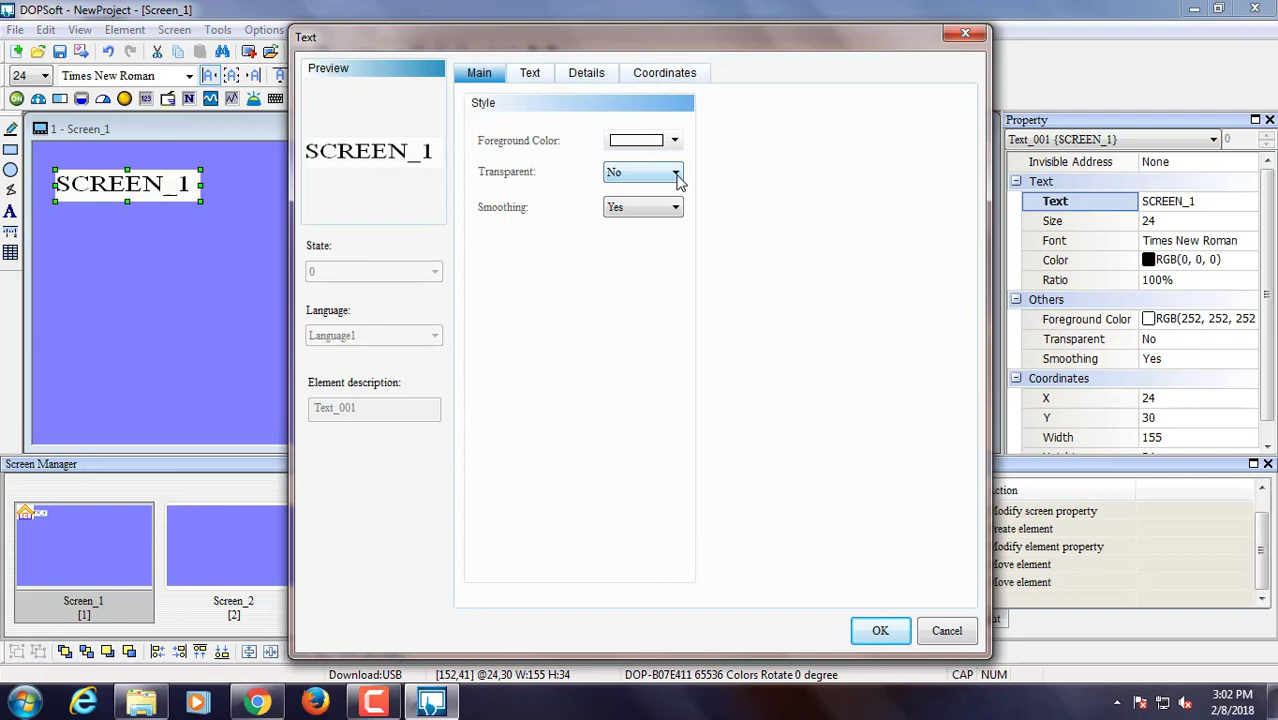 DOPSoft - NewProject - [Screen_1]
File Edit View Element Screen Tools Options
24 Times New Roman
1 - Screen_1
SCREEN_1
Text
Preview
SCREEN_1
State:
0
Language:
Language1
Element description:
Text_001
Main Text Details Coordinates
Style
Foreground Color:
Transparent: No
Smoothing: Yes
OK Cancel
Property
Text_001 {SCREEN_1}
Invisible Address None
Text
Text SCREEN_1
Size 24
Font Times New Roman
Color RGB(0, 0, 0)
Ratio 100%
Others
Foreground Color RGB(252, 252, 252
Transparent No
Smoothing Yes
Coordinates
X 24
Y 30
Width 155
Screen Manager
Screen_1
[1]
Screen_2
[2]
ction
Modify screen property
Create element
Modify element property
Move element
Move element
ut
Download:USB [152,41] @24,30 W:155 H:34 DOP-B07E411 65536 Colors Rotate 0 degree CAP NUM
3:02 PM
2/8/2018